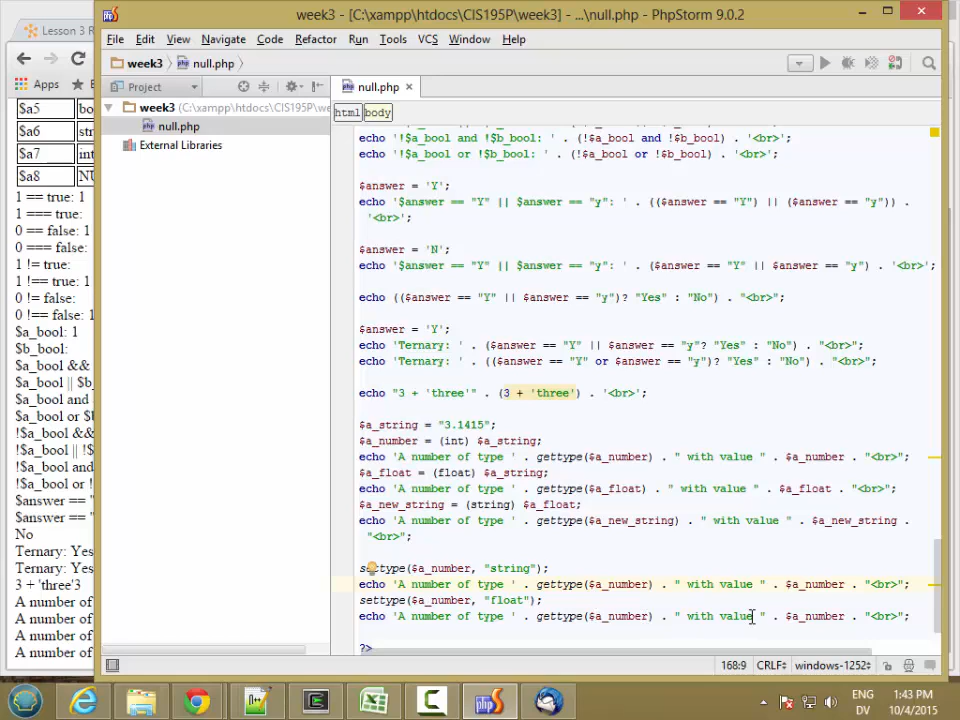 week3 - [C:\xampp\htdocs\CIS195P\week3] - ...\null.php - PhpStorm 9.0.2
Lesson 3 R
File Edit View Navigate Code Refactor Run Tools VCS Window Help
week3 null.php
Apps
Project
null.php
week3 (C:\xampp\htdocs\CIS195P\we
null.php
External Libraries
html body
$a5 bo
$a6 str
$a7 int
$a8 NU
1 == true: 1
1 === true:
0 == false: 1
0 === false:
1 != true:
1 !== true: 1
0 != false:
0 !== false: 1
$a_bool: 1
$b_bool:
$a_bool &&
$a_bool || $b_
$a_bool and
$a_bool or $b
!$a_bool &&
!$a_bool || !$
!$a_bool and
!$a_bool or !
$answer == "
$answer == "
No
Ternary: Yes
Ternary: Yes
3 + 'three'3
A number of
A number of
A number of
A number of
echo '!$a_bool and !$b_bool: ' . (!$a_bool and !$b_bool) . '<br>';
echo '!$a_bool or !$b_bool: ' . (!$a_bool or !$b_bool) . '<br>';
$answer = 'Y';
echo '$answer == "Y" || $answer == "y": ' . (($answer == "Y") || ($answer == "y")) .
'<br>';
$answer = 'N';
echo '$answer == "Y" || $answer == "y": ' . ($answer == "Y" || $answer == "y") . '<br>';
echo (($answer == "Y" || $answer == "y")? "Yes" : "No") . "<br>";
$answer = 'Y';
echo 'Ternary: ' . ($answer == "Y" || $answer == "y"? "Yes" : "No") . "<br>";
echo 'Ternary: ' . (($answer == "Y" or $answer == "y")? "Yes" : "No") . "<br>";
echo "3 + 'three'" . (3 + 'three') . '<br>';
$a_string = "3.1415";
$a_number = (int) $a_string;
echo 'A number of type ' . gettype($a_number) . " with value " . $a_number . "<br>";
$a_float = (float) $a_string;
echo 'A number of type ' . gettype($a_float) . " with value " . $a_float . "<br>";
$a_new_string = (string) $a_float;
echo 'A number of type ' . gettype($a_new_string) . " with value " . $a_new_string .
"<br>";
settype($a_number, "string");
echo 'A number of type ' . gettype($a_number) . " with value " . $a_number . "<br>";
settype($a_number, "float");
echo 'A number of type ' . gettype($a_number) . " with value " . $a_number . "<br>";
?>
168:9 CRLF windows-1252
ENG
DV
1:43 PM
10/4/2015